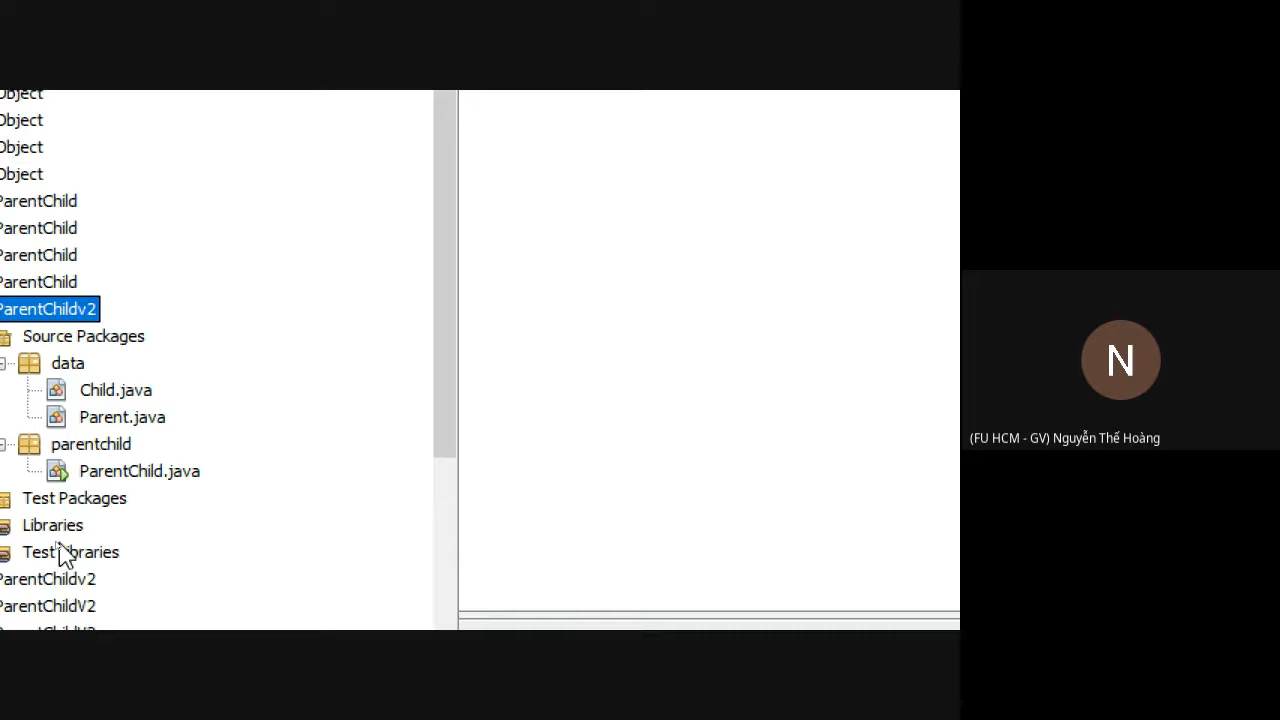 Object
Object
Object
Object
ParentChild
ParentChild
ParentChild
ParentChild
ParentChildv2
Source Packages
data
Child.java
Parent.java
parentchild
ParentChild.java
Test Packages
Libraries
Test Libraries
ParentChildv2
ParentChildV2
N
(FU HCM - GV) Nguyễn Thế Hoàng